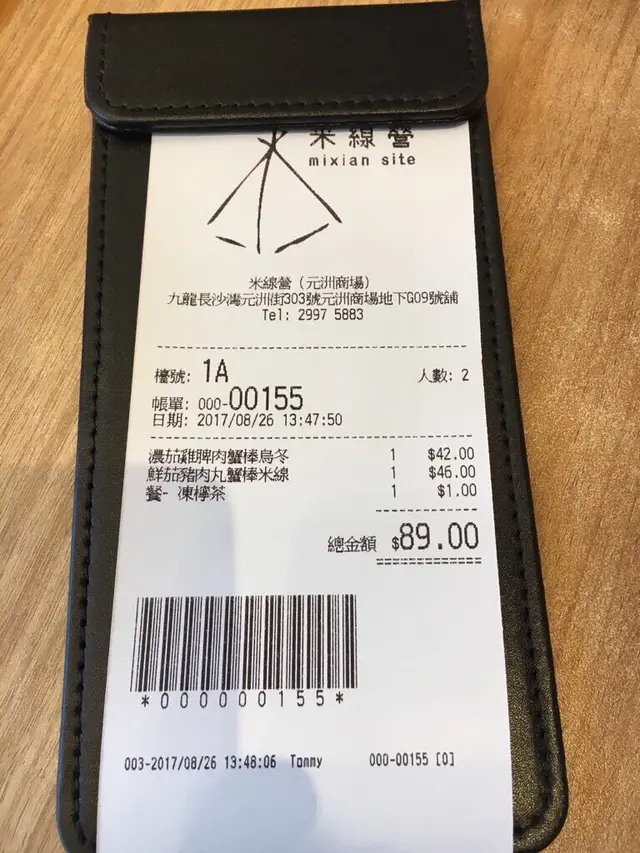 米線營
mixian site
米線營 (元洲商場)
九龍長沙灣元洲街303號元洲商場地下G09號舖
Tel: 2997 5883
檯號: 1A 人數: 2
帳單: 000-00155
日期: 2017/08/26 13:47:50
濃茄雞脾肉蟹棒烏冬 1 $42.00
鮮茄豬肉丸蟹棒米線 1 $46.00
餐- 凍檸茶 1 $1.00
總金額 $89.00
*000000155*
003-2017/08/26 13:48:06 Tammy 000-00155 [0]